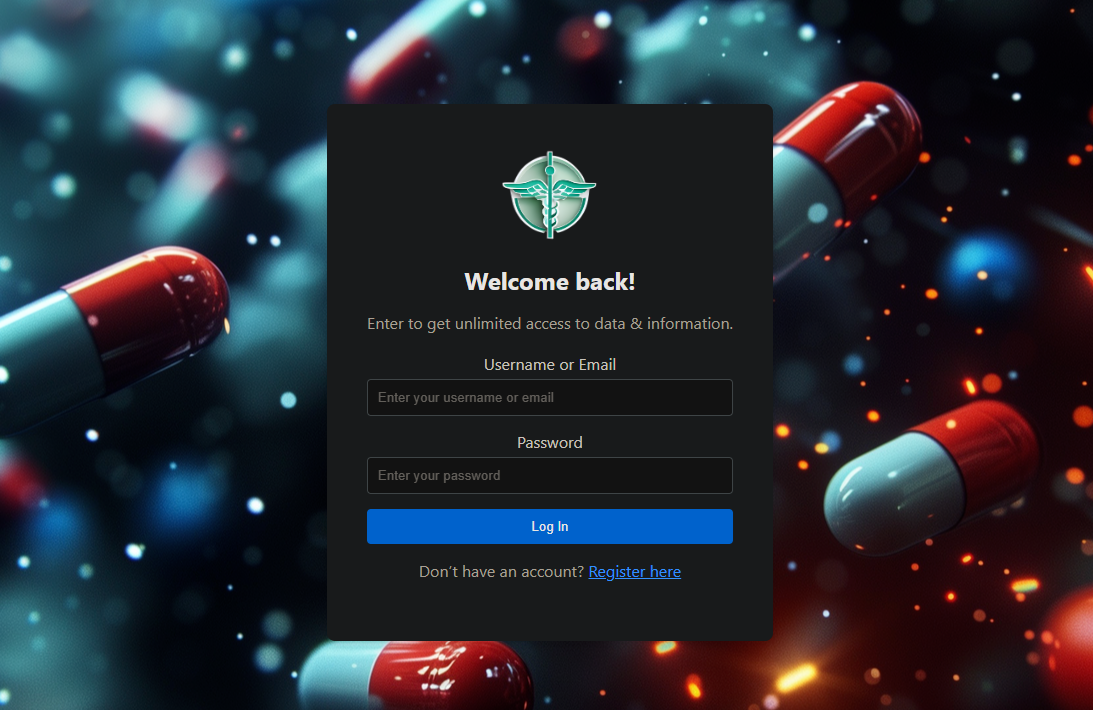 Welcome back!
Enter to get unlimited access to data & information.
Username or Email
Enter your username or email
Password
Enter your password
Log In
Don't have an account? Register here